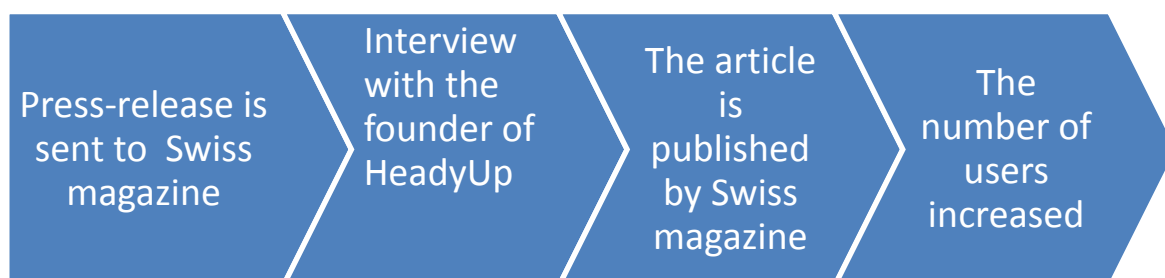 Press-release is
sent to  Swiss
magazine
Interview
with the
founder of
HeadyUp
The article
is
published
by Swiss
magazine
The
number of
users
increased